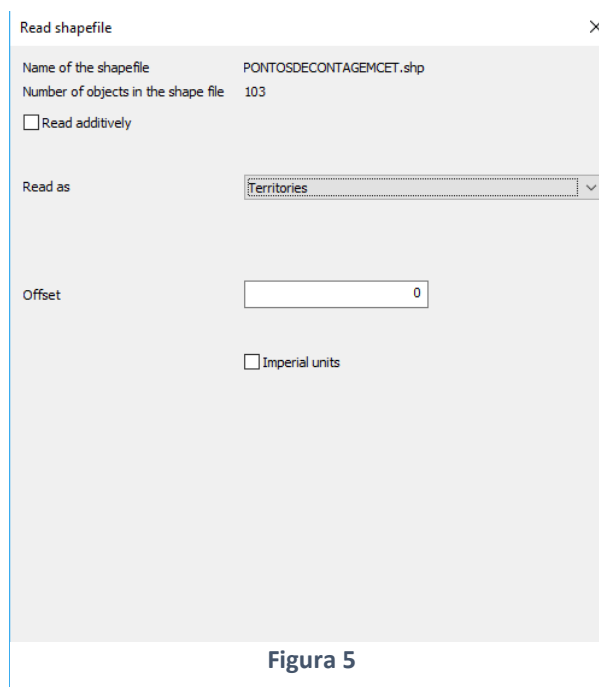 Read shapefile
Name of the shapefile PONTOSDECONTAGEMCET.shp
Number of objects in the shape file 103
Read additively
Read as Territories
Offset 0
Imperial units
Figura 5